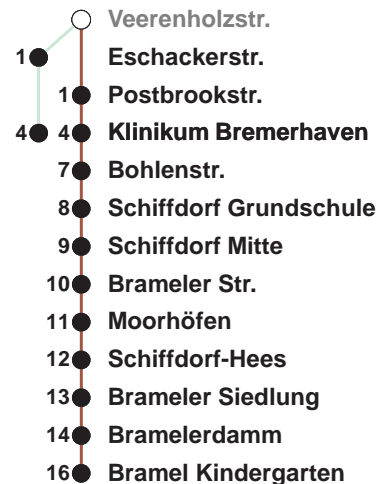 Veerenholzstr.
1 Eschackerstr.
1 Postbrookstr.
4 4 Klinikum Bremerhaven
7 Bohlenstr.
8 Schiffdorf Grundschule
9 Schiffdorf Mitte
10 Brameler Str.
11 Moorhöfen
12 Schiffdorf-Hees
13 Brameler Siedlung
14 Bramelerdamm
16 Bramel Kindergarten